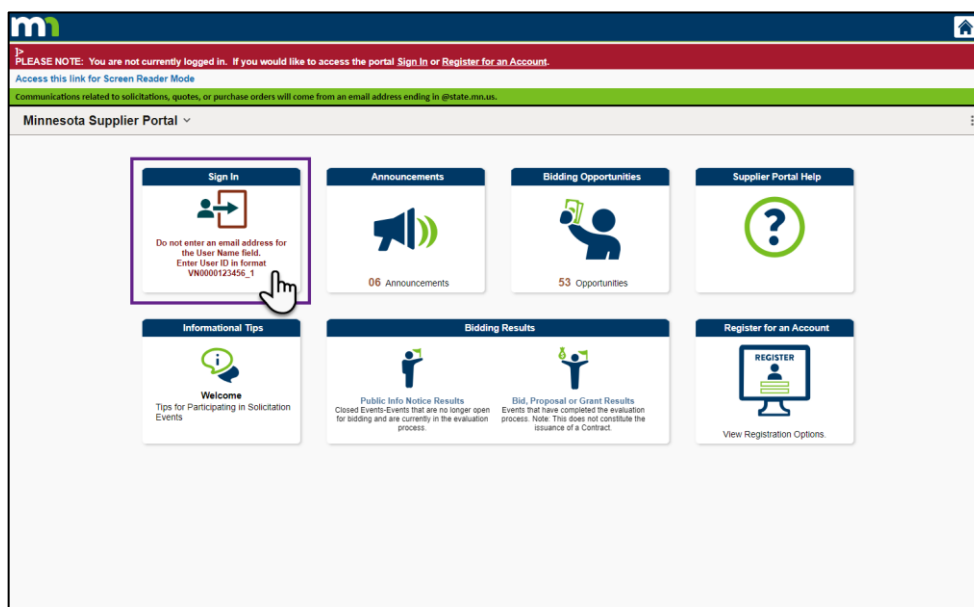 mn
PLEASE NOTE: You are not currently logged in. If you would like to access the portal Sign In or Register for an Account.
Access this link for Screen Reader Mode
Communications related to solicitations, quotes, or purchase orders will come from an email address ending in @state.mn.us.
Minnesota Supplier Portal
Sign In
Do not enter an email address for
the User Name field.
Enter User ID in format
VN0000123456_1
Announcements
06 Announcements
Bidding Opportunities
53 Opportunities
Supplier Portal Help
?
Informational Tips
i
Welcome
Tips for Participating in Solicitation
Events
Bidding Results
Public Info Notice Results
Closed Events-Events that are no longer open
for bidding and are currently in the evaluation
process.
Bid, Proposal or Grant Results
Events that have completed the evaluation
process. Note: This does not constitute the
issuance of a Contract.
Register for an Account
REGISTER
View Registration Options.